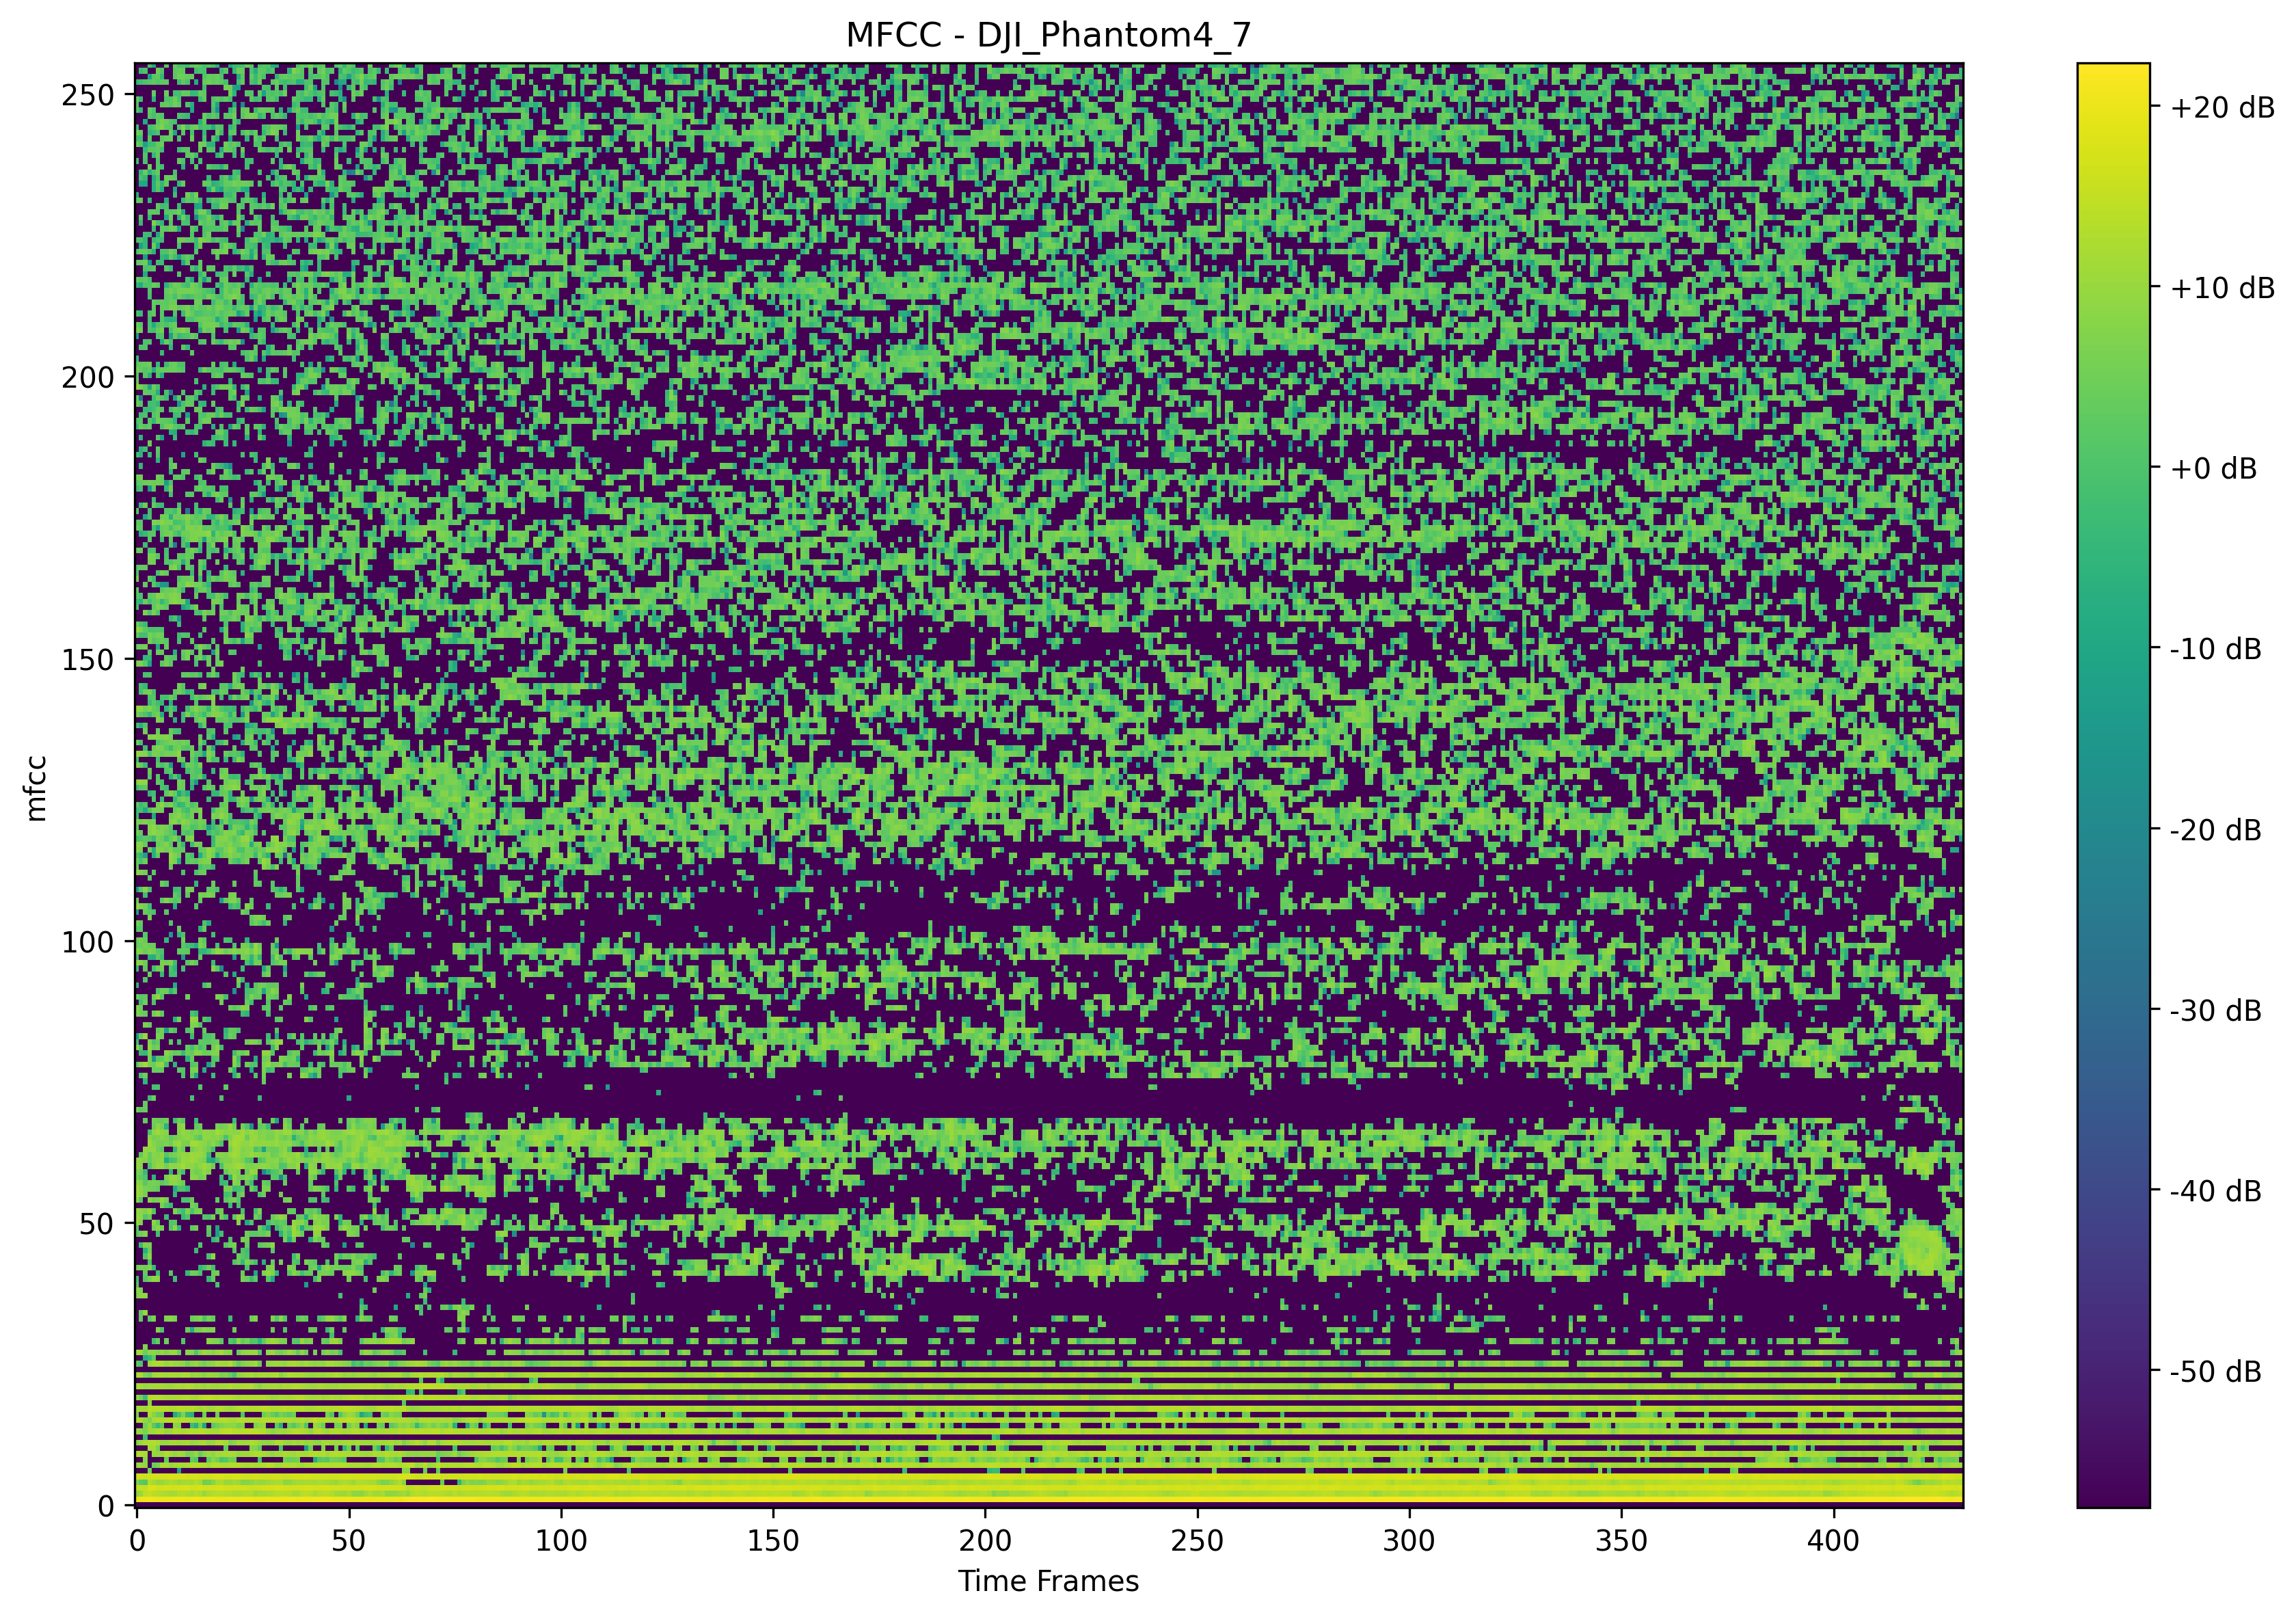 MFCC - DJI_Phantom4_7
250
200
150
100
50
0
mfcc
0 50 100 150 200 250 300 350 400
Time Frames
+20 dB
+10 dB
+0 dB
-10 dB
-20 dB
-30 dB
-40 dB
-50 dB